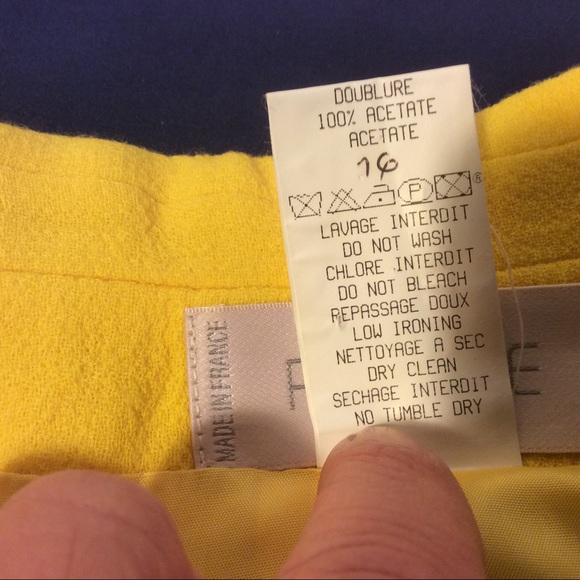 DOUBLURE
100% ACETATE
ACETATE
16
P
®
LAVAGE INTERDIT
DO NOT WASH
CHLORE INTERDIT
DO NOT BLEACH
REPASSAGE DOUX
LOW IRONING
NETTOYAGE A SEC
DRY CLEAN
SECHAGE INTERDIT
NO TUMBLE DRY
MADE IN FRANCE